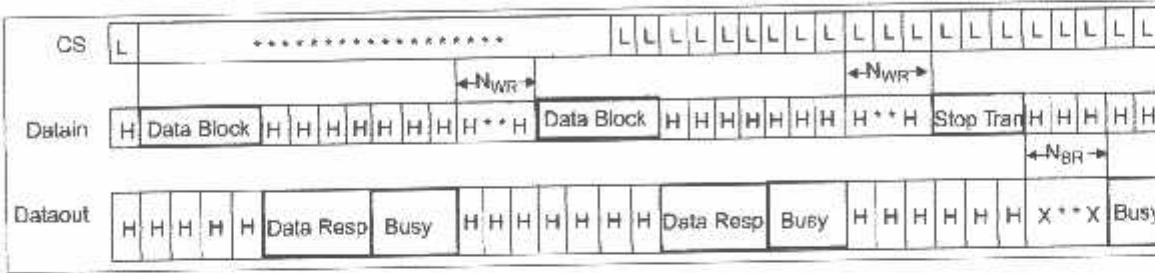 CS L ****************** L L L L L L L L L L L L L L L L L L L L L
N_WR N_WR
Datain H Data Block H H H H H H H H**H Data Block H H H H H H H H**H Stop Tran H H H H H
N_BR
Dataout H H H H H Data Resp Busy H H H H H H H Data Resp Busy H H H H H H X**X Busy